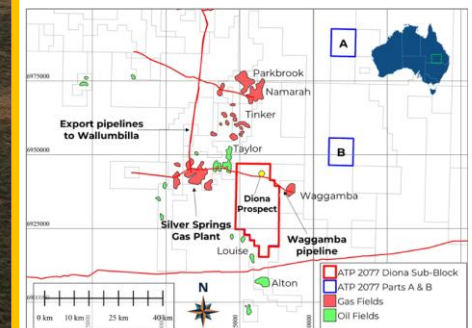 A
6975000
Parkbrook
Namarah
Export pipelines
to Wallumbilla
Tinker
6950000
Taylor
B
Diona
Prospect
Waggamba
Silver Springs
Gas Plant
6925000
Louise
Waggamba
pipeline
Alton
N
0 km 10 km 25 km 40 km
ATP 2077 Diona Sub-Block
ATP 2077 Parts A & B
Gas Fields
Oil Fields